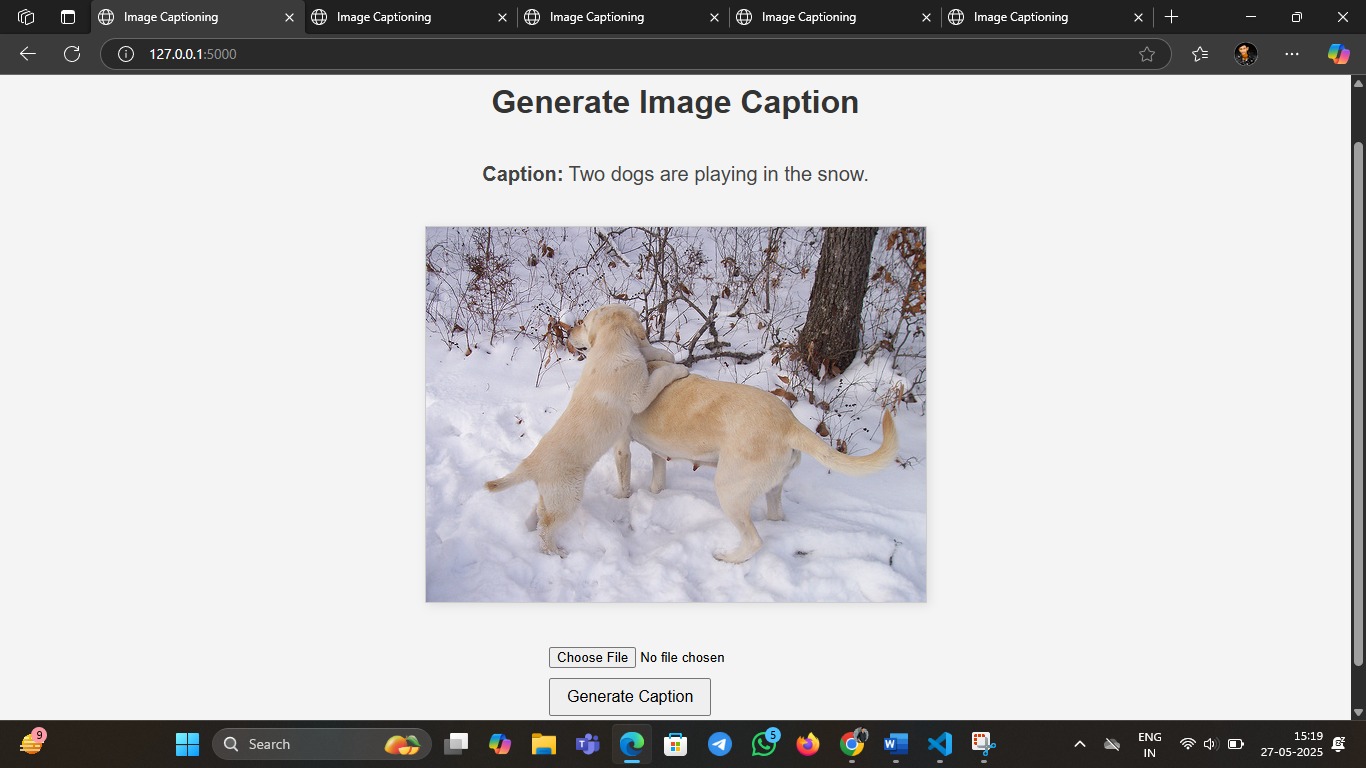 Image Captioning
Image Captioning
Image Captioning
Image Captioning
Image Captioning
127.0.0.1:5000
Generate Image Caption
Caption: Two dogs are playing in the snow.
Choose File No file chosen
Generate Caption
9
Search
5
ENG
IN
15:19
27-05-2025